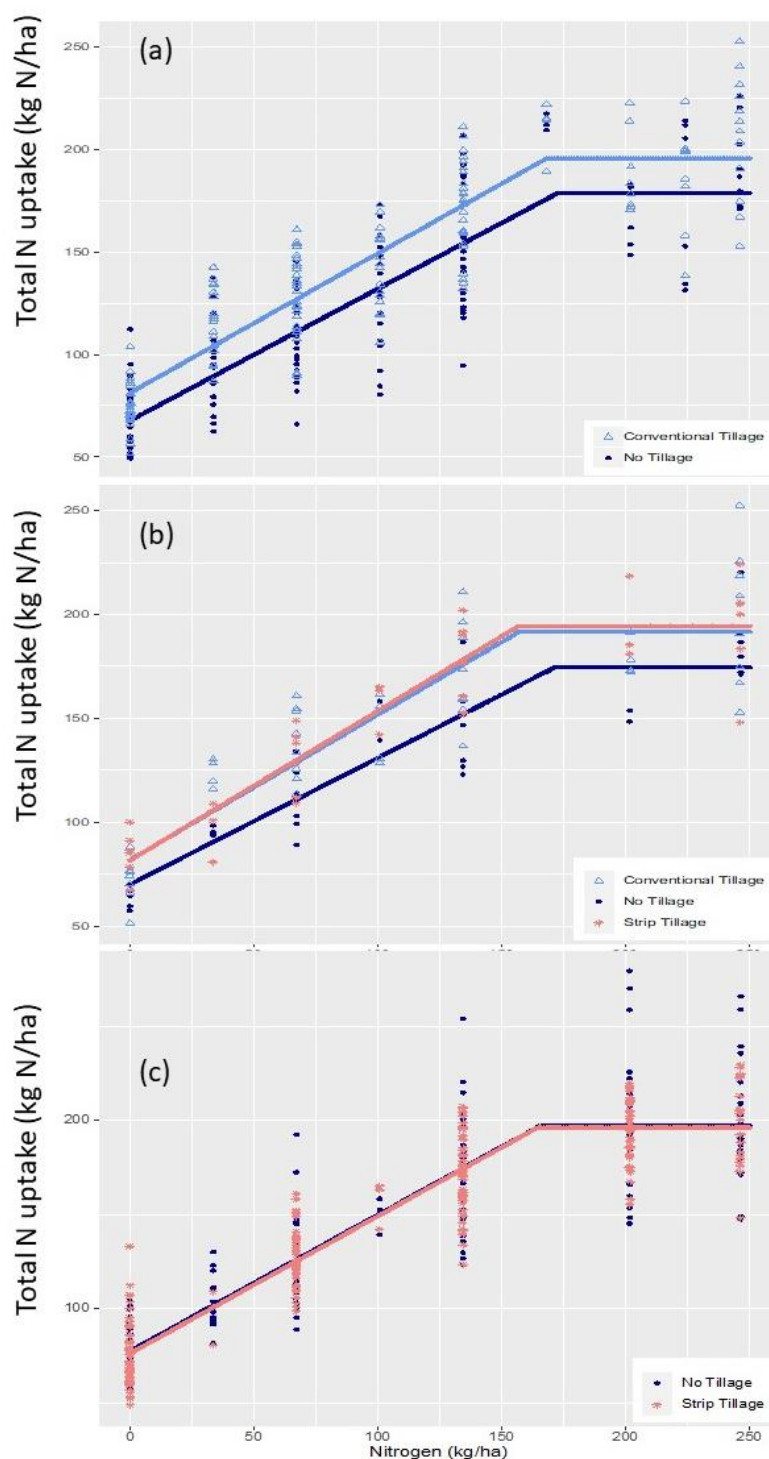 (a)
Total N uptake (kg N/ha)
250
200
150
100
50
Conventional Tillage
No Tillage
(b)
Total N uptake (kg N/ha)
250
200
150
100
50
Conventional Tillage
No Tillage
Strip Tillage
(c)
Total N uptake (kg N/ha)
200
100
No Tillage
Strip Tillage
0 50 100 150 200 250
Nitrogen (kg/ha)